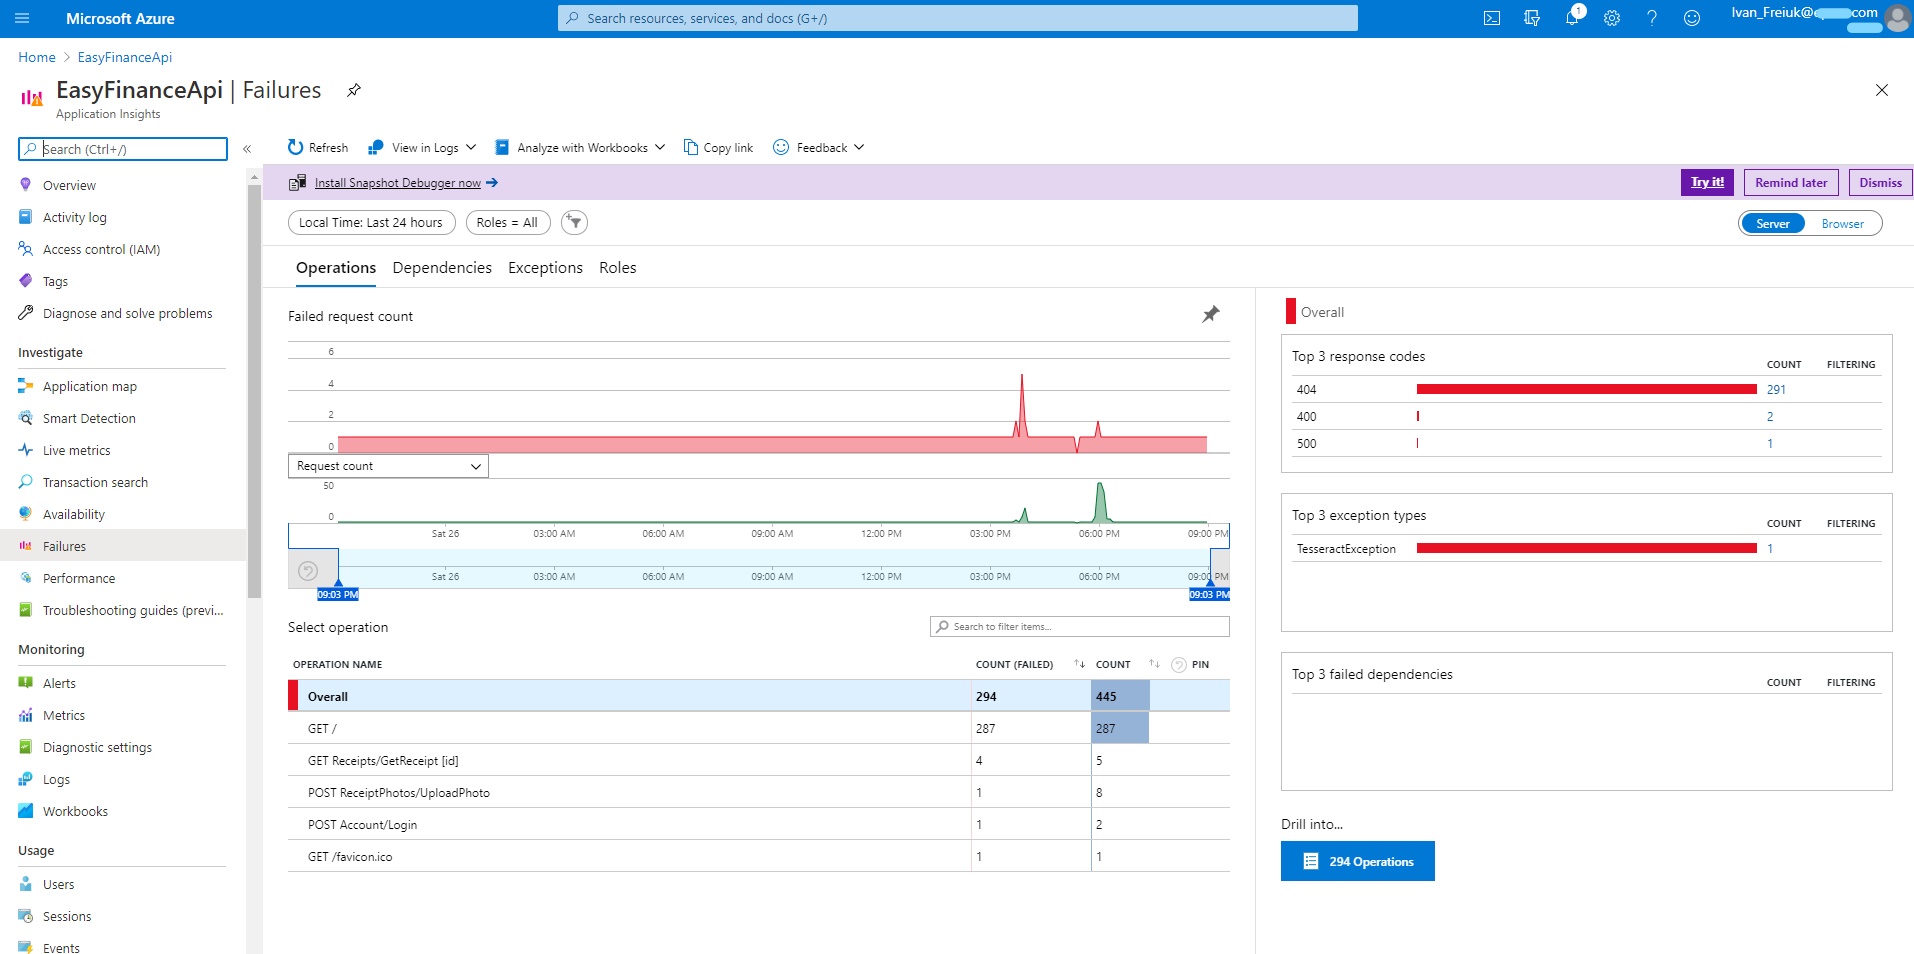 Microsoft Azure
Search resources, services, and docs (G+/)
1
Ivan_Freiuk@e com
Home > EasyFinanceApi
EasyFinanceApi | Failures
Application Insights
Search (Ctrl+/)
«
Refresh
View in Logs
Analyze with Workbooks
Copy link
Feedback
Install Snapshot Debugger now →
Try it!
Remind later
Dismiss
Local Time: Last 24 hours
Roles = All
Server
Browser
Overview
Activity log
Access control (IAM)
Tags
Diagnose and solve problems
Investigate
Application map
Smart Detection
Live metrics
Transaction search
Availability
Failures
Performance
Troubleshooting guides (previ...
Monitoring
Alerts
Metrics
Diagnostic settings
Logs
Workbooks
Usage
Users
Sessions
Events
Operations Dependencies Exceptions Roles
Failed request count
6
4
2
0
Request count
50
0
Sat 26 03:00 AM 06:00 AM 09:00 AM 12:00 PM 03:00 PM 06:00 PM 09:00 PM
Sat 26 03:00 AM 06:00 AM 09:00 AM 12:00 PM 03:00 PM 06:00 PM 09:00 PM
09:03 PM 09:03 PM
Select operation
Search to filter items...
OPERATION NAME COUNT (FAILED) COUNT PIN
Overall 294 445
GET / 287 287
GET Receipts/GetReceipt [id] 4 5
POST ReceiptPhotos/UploadPhoto 1 8
POST Account/Login 1 2
GET /favicon.ico 1 1
Overall
Top 3 response codes
COUNT FILTERING
404 291
400 2
500 1
Top 3 exception types
COUNT FILTERING
TesseractException 1
Top 3 failed dependencies
COUNT FILTERING
Drill into...
294 Operations